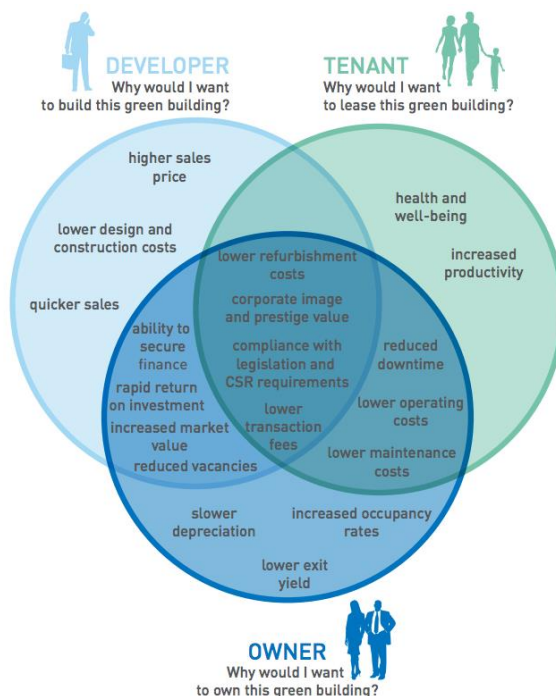 DEVELOPER
Why would I want
to build this green building?
TENANT
Why would I want
to lease this green building?
higher sales
price
lower design and
construction costs
quicker sales
health and
well-being
increased
productivity
lower refurbishment
costs
corporate image
and prestige value
compliance with
legislation and
CSR requirements
lower
transaction
fees
ability to
secure
finance
rapid return
on investment
increased market
value
reduced vacancies
reduced
downtime
lower operating
costs
lower maintenance
costs
slower
depreciation
increased occupancy
rates
lower exit
yield
OWNER
Why would I want
to own this green building?